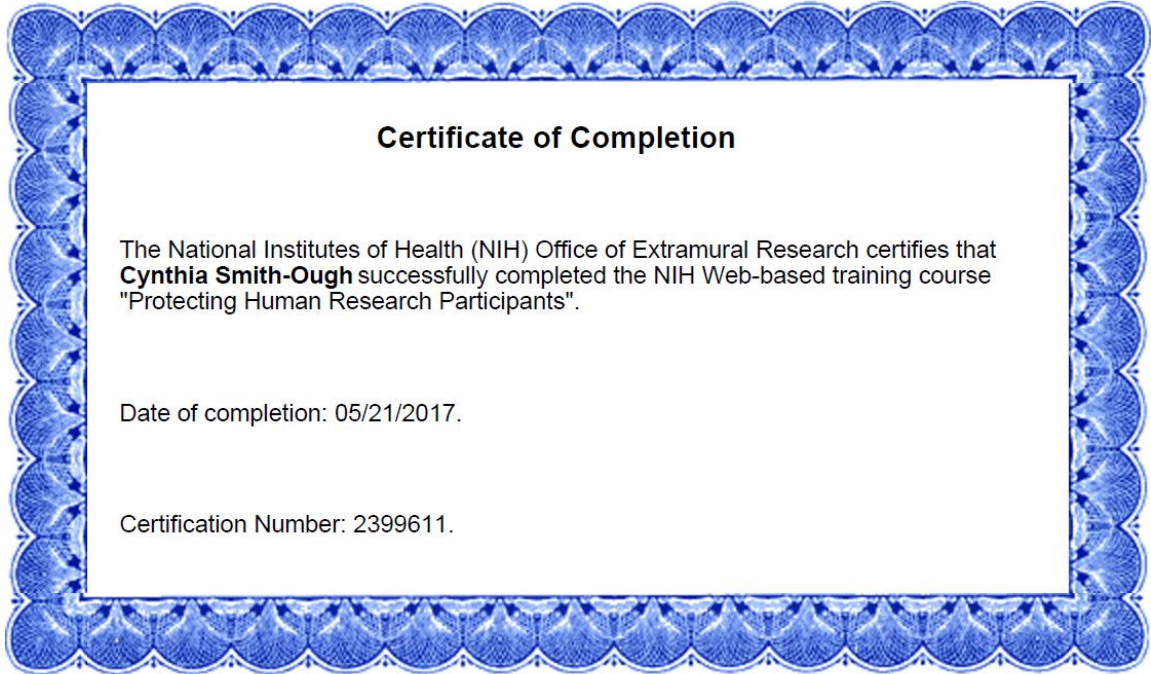 Certificate of Completion
The National Institutes of Health (NIH) Office of Extramural Research certifies that
Cynthia Smith-Ough successfully completed the NIH Web-based training course
"Protecting Human Research Participants".
Date of completion: 05/21/2017.
Certification Number: 2399611.